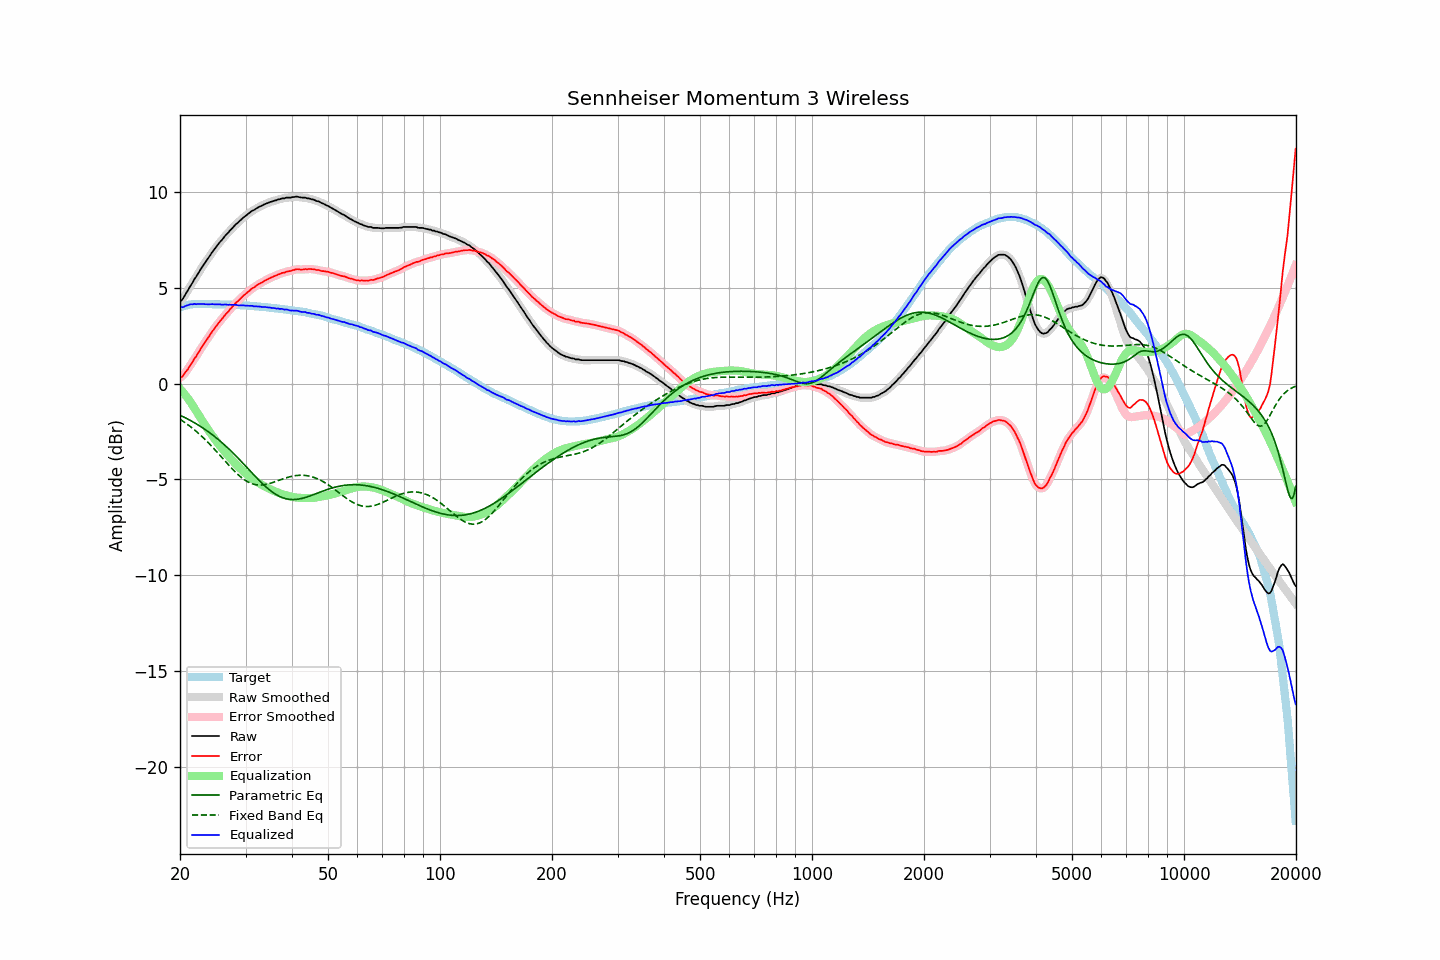 Sennheiser Momentum 3 Wireless
Amplitude (dBr)
10
5
0
−5
−10
−15
−20
Target
Raw Smoothed
Error Smoothed
Raw
Error
Equalization
Parametric Eq
Fixed Band Eq
Equalized
20 50 100 200 500 1000 2000 5000 10000 20000
Frequency (Hz)